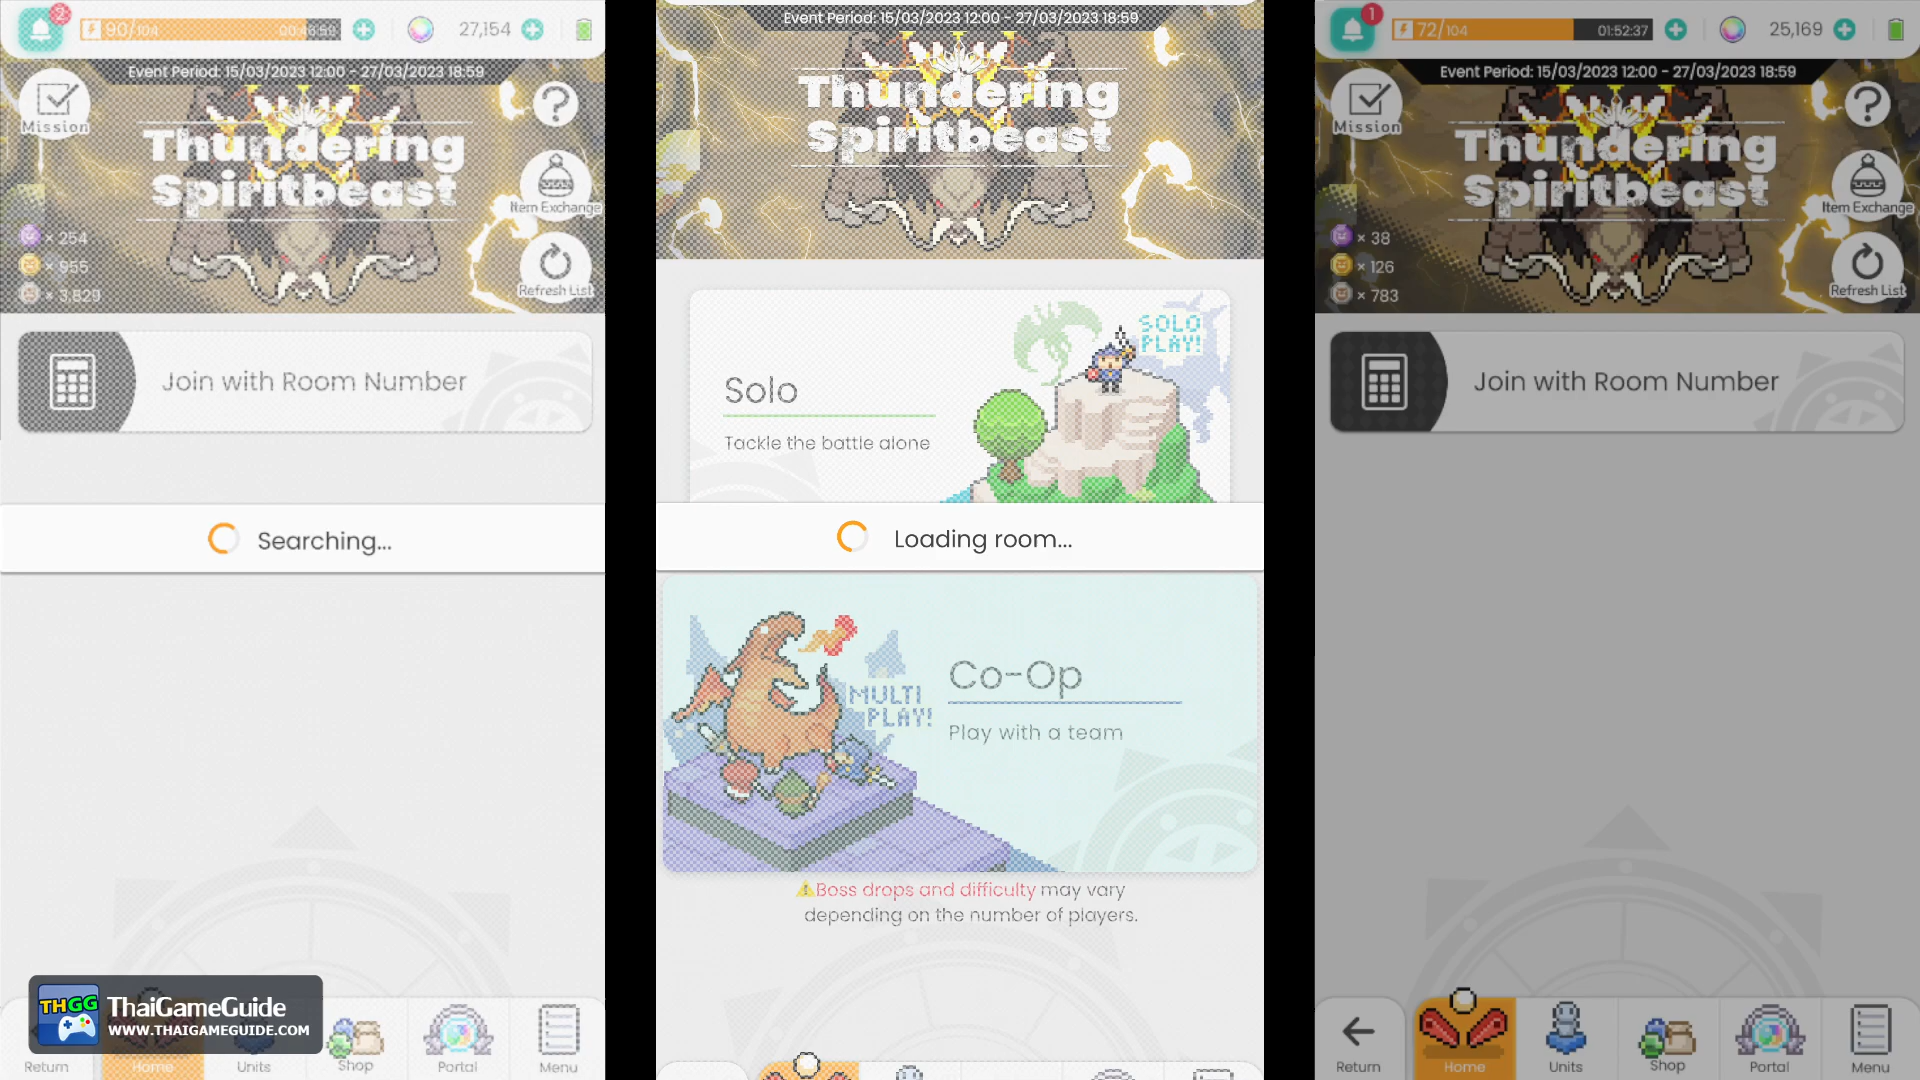 2
90/104
00:46:59
27,154
Event Period: 15/03/2023 12:00 - 27/03/2023 18:59
Mission
Thundering
Spiritbeast
Item Exchange
× 254
× 955
× 3,829
Refresh List
Join with Room Number
Searching...
THGG
ThaiGameGuide
WWW.THAIGAMEGUIDE.COM
Return
Home
Units
Shop
Portal
Menu
Event Period: 15/03/2023 12:00 - 27/03/2023 18:59
Thundering
Spiritbeast
SOLO
PLAY!
Solo
Tackle the battle alone
Loading room...
Co-Op
MULTI
PLAY!
Play with a team
Boss drops and difficulty may vary
depending on the number of players.
1
72/104
01:52:37
25,169
Event Period: 15/03/2023 12:00 - 27/03/2023 18:59
Mission
Thundering
Spiritbeast
Item Exchange
× 38
× 126
× 783
Refresh List
Join with Room Number
Return
Home
Units
Shop
Portal
Menu